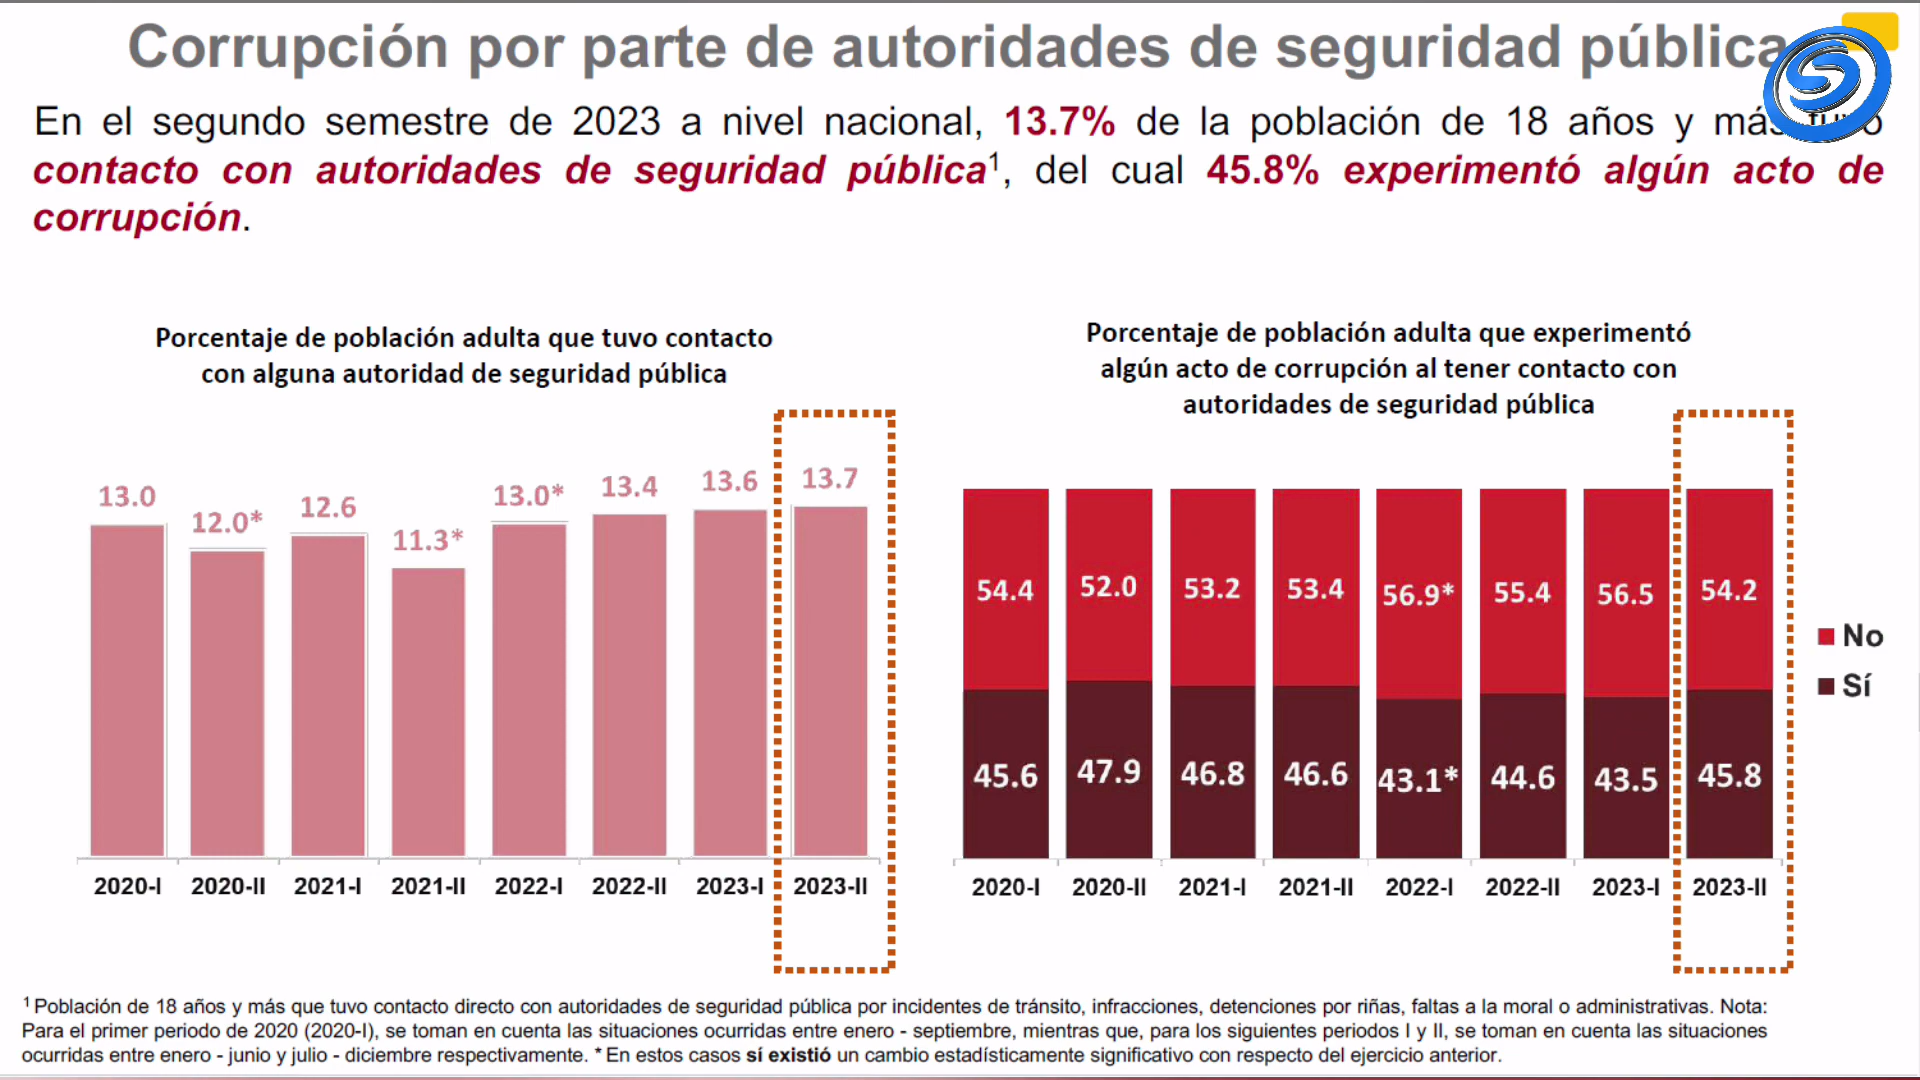 Corrupción por parte de autoridades de seguridad pública
En el segundo semestre de 2023 a nivel nacional, 13.7% de la población de 18 años y más tuvo
contacto con autoridades de seguridad pública¹, del cual 45.8% experimentó algún acto de
corrupción.
Porcentaje de población adulta que tuvo contacto
con alguna autoridad de seguridad pública
13.0 12.0* 12.6 11.3* 13.0* 13.4 13.6 13.7
2020-I 2020-II 2021-I 2021-II 2022-I 2022-II 2023-I 2023-II
Porcentaje de población adulta que experimentó
algún acto de corrupción al tener contacto con
autoridades de seguridad pública
54.4 52.0 53.2 53.4 56.9* 55.4 56.5 54.2
45.6 47.9 46.8 46.6 43.1* 44.6 43.5 45.8
2020-I 2020-II 2021-I 2021-II 2022-I 2022-II 2023-I 2023-II
No
Sí
¹ Población de 18 años y más que tuvo contacto directo con autoridades de seguridad pública por incidentes de tránsito, infracciones, detenciones por riñas, faltas a la moral o administrativas. Nota:
Para el primer periodo de 2020 (2020-I), se toman en cuenta las situaciones ocurridas entre enero - septiembre, mientras que, para los siguientes periodos I y II, se toman en cuenta las situaciones
ocurridas entre enero - junio y julio - diciembre respectivamente. * En estos casos sí existió un cambio estadísticamente significativo con respecto del ejercicio anterior.